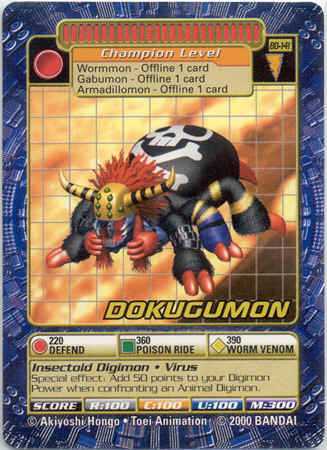 Champion Level
BO-141
Wormmon - Offline 1 card
Gabumon - Offline 1 card
Armadillomon - Offline 1 card
DOKUGUMON
220 DEFEND
360 POISON RIDE
390 WORM VENOM
Insectoid Digimon • Virus
Special effect: Add 50 points to your Digimon
Power when confronting an Animal Digimon.
SCORE R:100 C:100 U:100 M:300
©Akiyoshi Hongo • Toei Animation © 2000 BANDAI